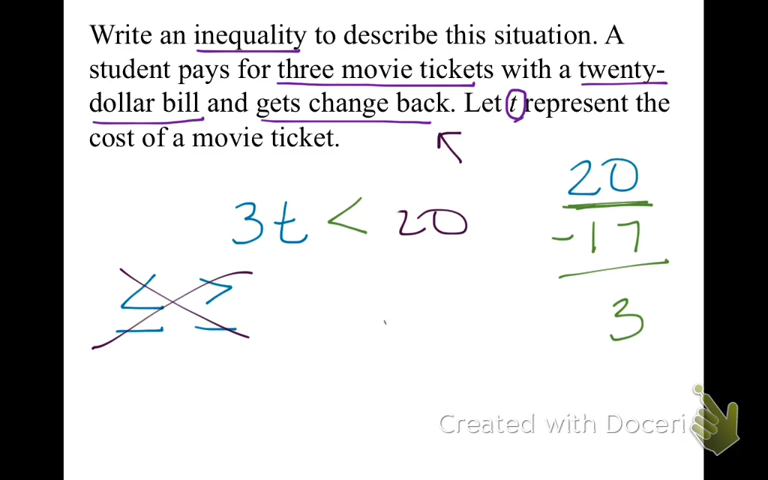 Write an inequality to describe this situation. A
student pays for three movie tickets with a twenty-
dollar bill and gets change back. Let t represent the
cost of a movie ticket.
3t < 20
≤ ≥
20
-17
3
Created with Doceri